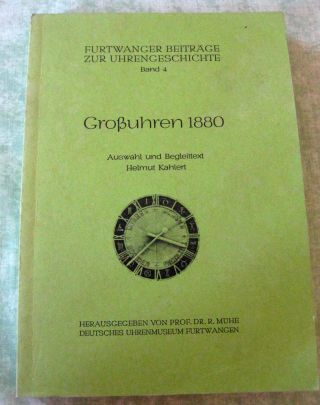 FURTWANGER BEITRÄGE
ZUR UHRENGESCHICHTE
Band 4
Großuhren 1880
Auswahl und Begleittext
Helmut Kahlert
HERAUSGEGEBEN VON PROF. DR. R. MÜHE
DEUTSCHES UHRENMUSEUM FURTWANGEN